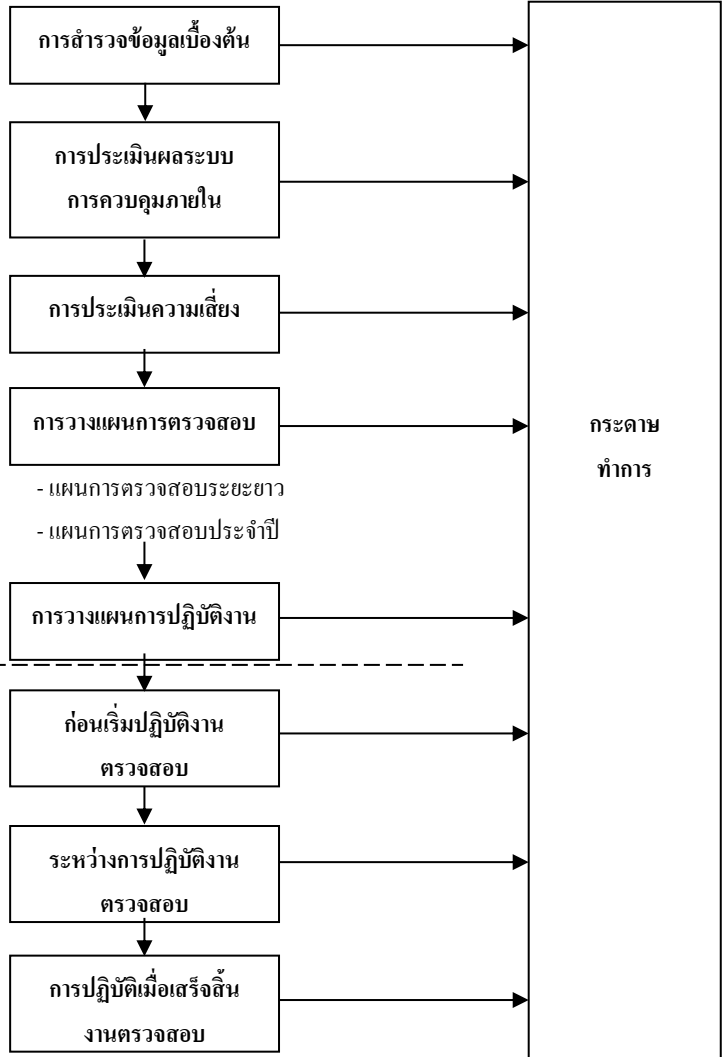 การสำรวจข้อมูลเบื้องต้น
การประเมินผลระบบ
การควบคุมภายใน
การประเมินความเสี่ยง
การวางแผนการตรวจสอบ
- แผนการตรวจสอบระยะยาว
- แผนการตรวจสอบประจำปี
การวางแผนการปฏิบัติงาน
ก่อนเริ่มปฏิบัติงาน
ตรวจสอบ
ระหว่างการปฏิบัติงาน
ตรวจสอบ
การปฏิบัติเมื่อเสร็จสิ้น
งานตรวจสอบ
กระดาษ
ทำการ